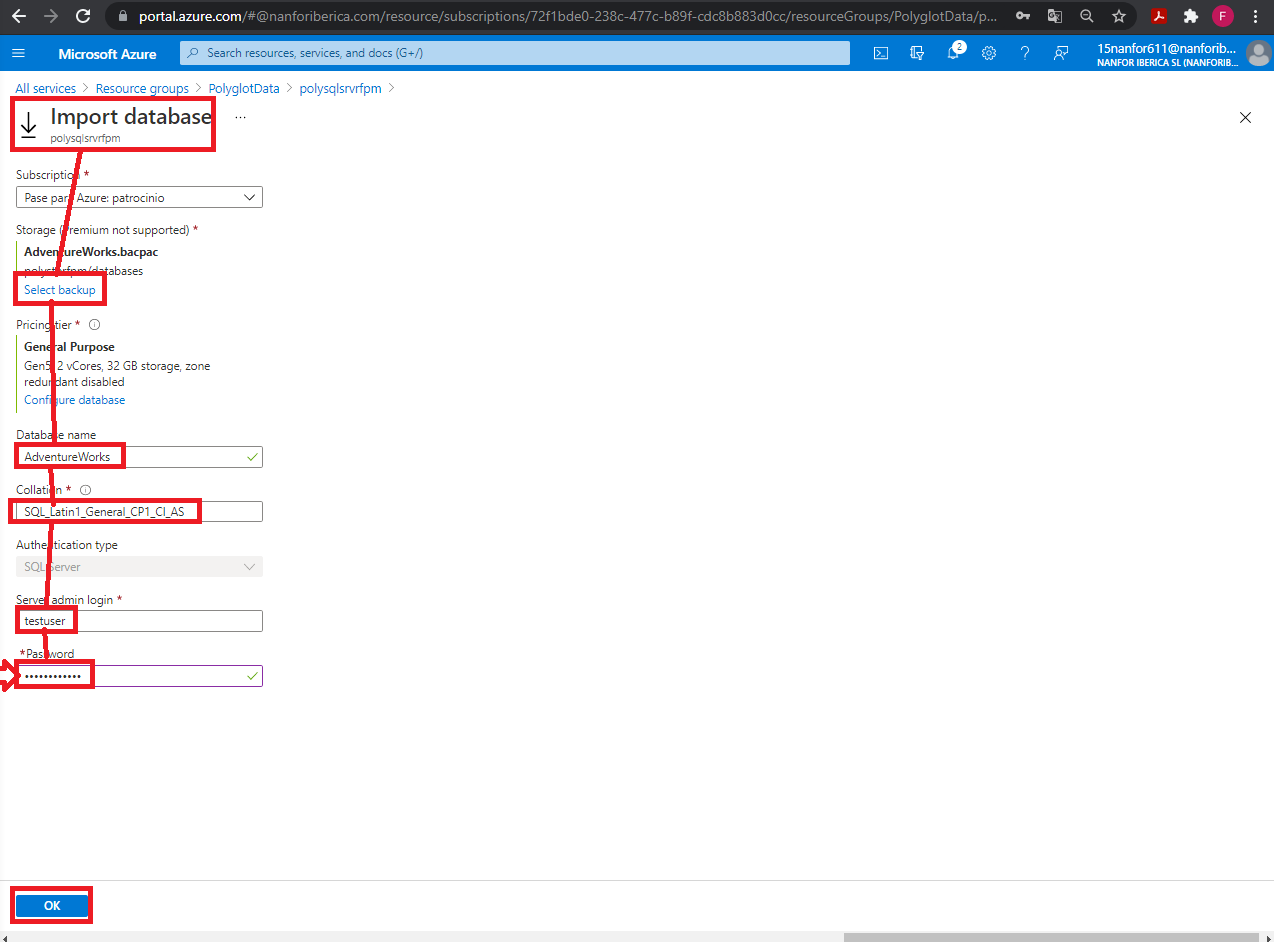 portal.azure.com/#@nanforiberica.com/resource/subscriptions/72f1bde0-238c-477c-b89f-cdc8b883d0cc/resourceGroups/PolyglotData/p...
F
Microsoft Azure
Search resources, services, and docs (G+/)
2
15nanfor611@nanforib...
NANFOR IBERICA SL (NANFORIB...
All services > Resource groups > PolyglotData > polysqlsrvrfpm >
Import database ...
polysqlsrvrfpm
Subscription *
Pase para Azure: patrocinio
Storage (Premium not supported) *
AdventureWorks.bacpac
polystorfpm/databases
Select backup
Pricing tier *
General Purpose
Gen5, 2 vCores, 32 GB storage, zone
redundant disabled
Configure database
Database name
AdventureWorks
Collation *
SQL_Latin1_General_CP1_CI_AS
Authentication type
SQL Server
Server admin login *
testuser
*Password
••••••••••••
OK